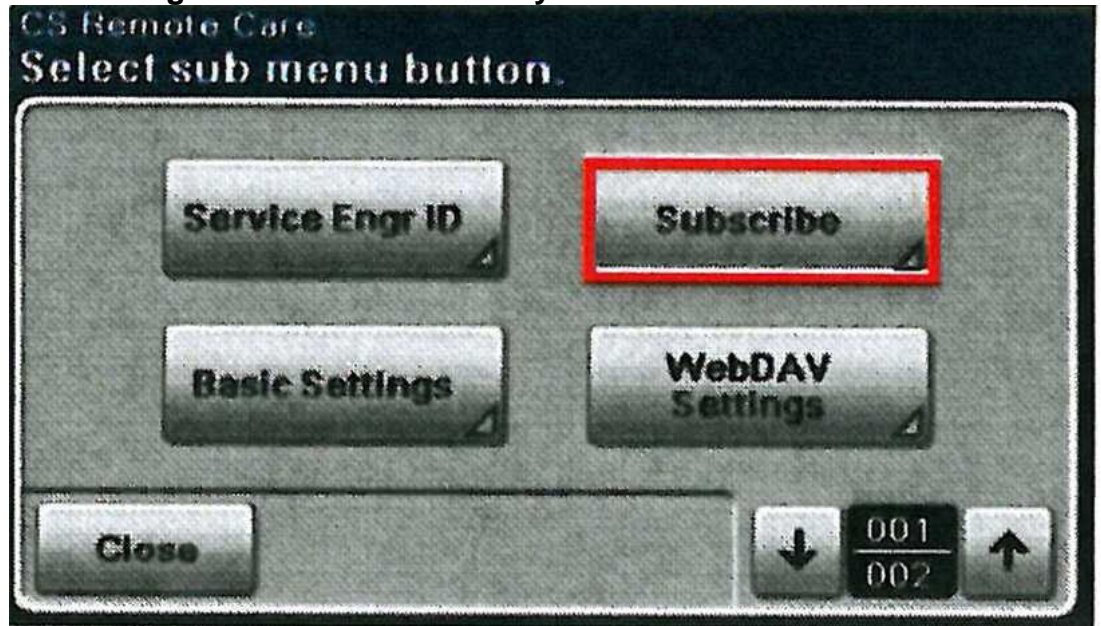 CS Remote Care
Select sub menu button.
Service Engr ID
Subscribe
Basic Settings
WebDAV
Settings
Close
001
002